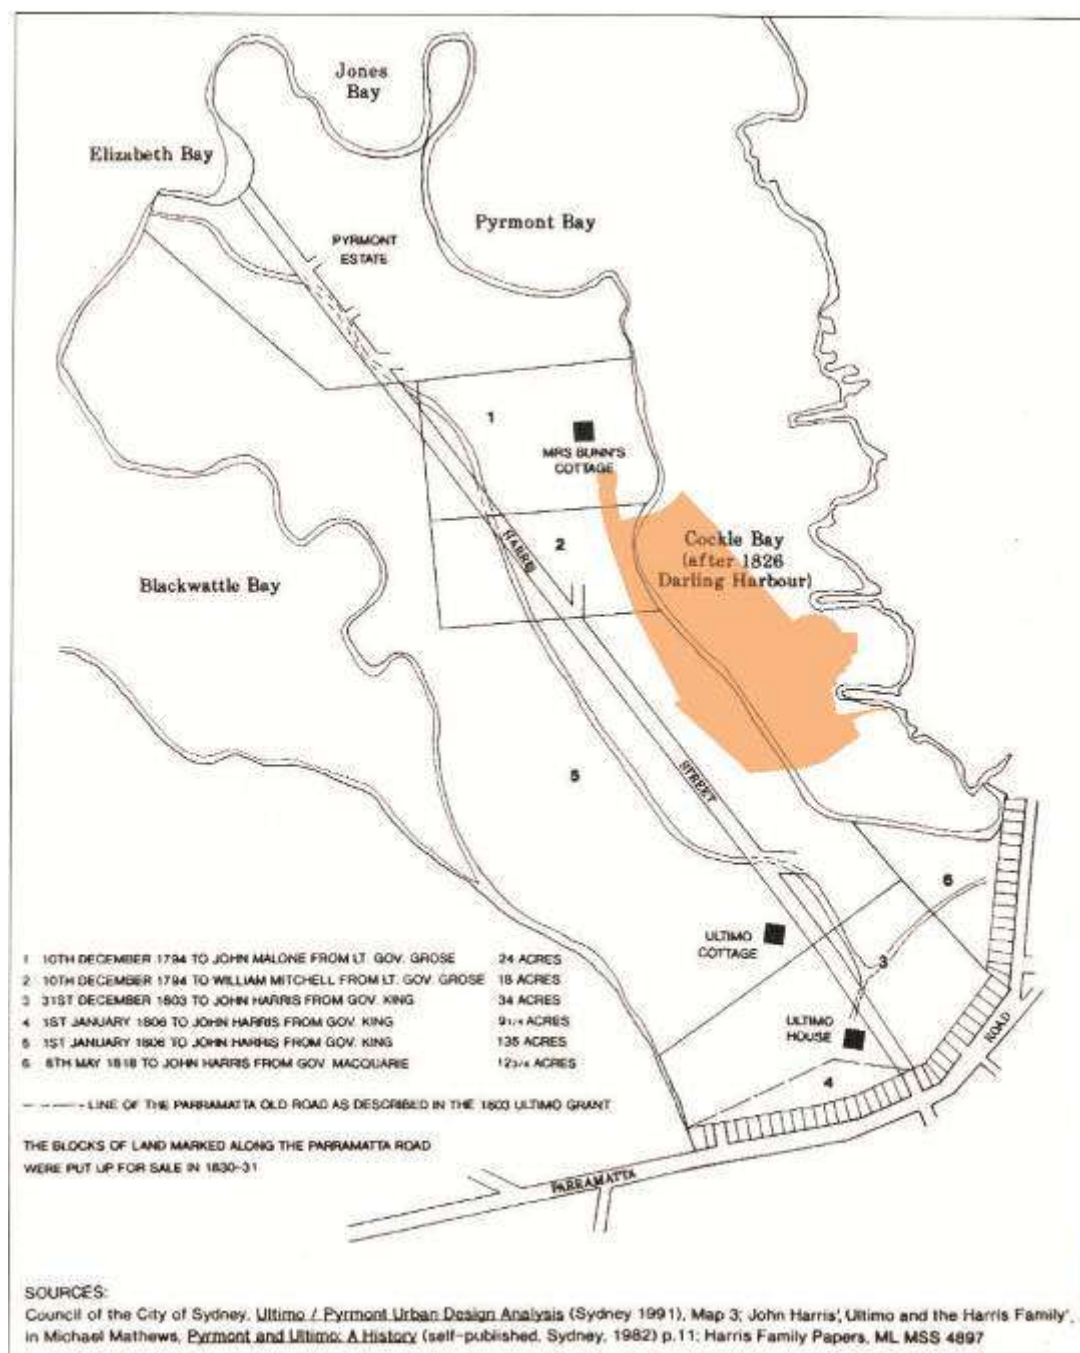 Jones
Bay
Elizabeth Bay
PYRMONT
ESTATE
Pyrmont Bay
1
MRS BUNN'S
COTTAGE
HARRIS
2
Cockle Bay
(after 1826
Darling Harbour)
Blackwattle Bay
5
STREET
6
ULTIMO
COTTAGE
3
ULTIMO
HOUSE
4
ROAD
PARRAMATTA
1 10TH DECEMBER 1794 TO JOHN MALONE FROM LT. GOV. GROSE 24 ACRES
2 10TH DECEMBER 1794 TO WILLIAM MITCHELL FROM LT. GOV. GROSE 18 ACRES
3 31ST DECEMBER 1803 TO JOHN HARRIS FROM GOV. KING 34 ACRES
4 1ST JANUARY 1806 TO JOHN HARRIS FROM GOV. KING 9 1/4 ACRES
5 1ST JANUARY 1806 TO JOHN HARRIS FROM GOV. KING 135 ACRES
6 8TH MAY 1818 TO JOHN HARRIS FROM GOV. MACQUARIE 12 3/4 ACRES
LINE OF THE PARRAMATTA OLD ROAD AS DESCRIBED IN THE 1803 ULTIMO GRANT
THE BLOCKS OF LAND MARKED ALONG THE PARRAMATTA ROAD
WERE PUT UP FOR SALE IN 1830-31
SOURCES:
Council of the City of Sydney, Ultimo / Pyrmont Urban Design Analysis (Sydney 1991), Map 3; John Harris', Ultimo and the Harris Family',
in Michael Mathews, Pyrmont and Ultimo: A History (self-published, Sydney, 1982) p.11; Harris Family Papers, ML MSS 4897